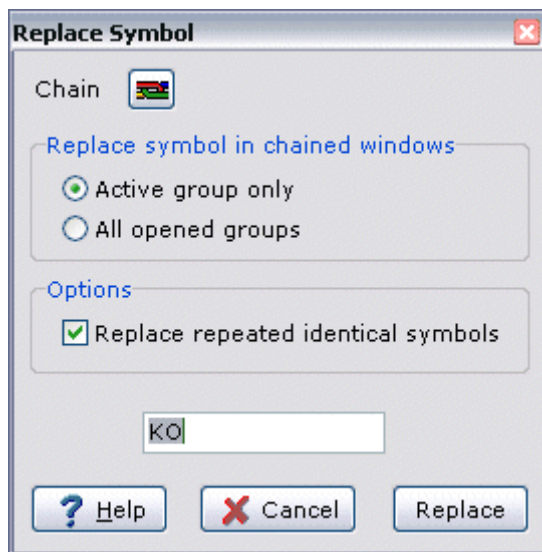 Replace Symbol
Chain
Replace symbol in chained windows
Active group only
All opened groups
Options
Replace repeated identical symbols
KO
Help Cancel Replace